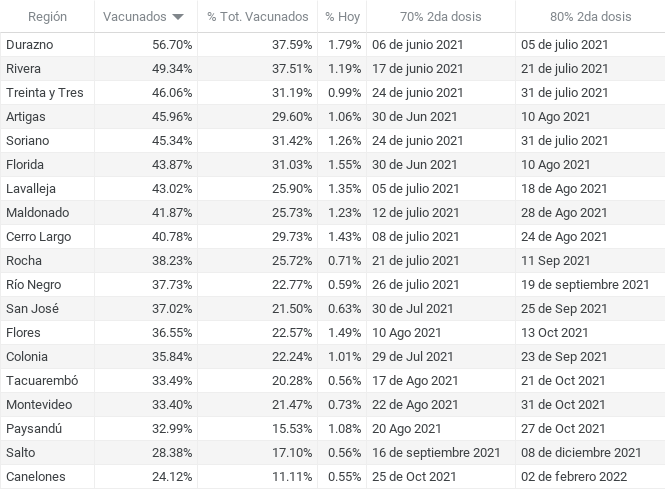 Región Vacunados % Tot. Vacunados % Hoy 70% 2da dosis 80% 2da dosis
Durazno 56.70% 37.59% 1.79% 06 de junio 2021 05 de julio 2021
Rivera 49.34% 37.51% 1.19% 17 de junio 2021 21 de julio 2021
Treinta y Tres 46.06% 31.19% 0.99% 24 de junio 2021 31 de julio 2021
Artigas 45.96% 29.60% 1.06% 30 de Jun 2021 10 Ago 2021
Soriano 45.34% 31.42% 1.26% 24 de junio 2021 31 de julio 2021
Florida 43.87% 31.03% 1.55% 30 de Jun 2021 10 Ago 2021
Lavalleja 43.02% 25.90% 1.35% 05 de julio 2021 18 de Ago 2021
Maldonado 41.87% 25.73% 1.23% 12 de julio 2021 28 de Ago 2021
Cerro Largo 40.78% 29.73% 1.43% 08 de julio 2021 24 de Ago 2021
Rocha 38.23% 25.72% 0.71% 21 de julio 2021 11 Sep 2021
Río Negro 37.73% 22.77% 0.59% 26 de julio 2021 19 de septiembre 2021
San José 37.02% 21.50% 0.63% 30 de Jul 2021 25 de Sep 2021
Flores 36.55% 22.57% 1.49% 10 Ago 2021 13 Oct 2021
Colonia 35.84% 22.24% 1.01% 29 de Jul 2021 23 de Sep 2021
Tacuarembó 33.49% 20.28% 0.56% 17 de Ago 2021 21 de Oct 2021
Montevideo 33.40% 21.47% 0.73% 22 de Ago 2021 31 de Oct 2021
Paysandú 32.99% 15.53% 1.08% 20 Ago 2021 27 de Oct 2021
Salto 28.38% 17.10% 0.56% 16 de septiembre 2021 08 de diciembre 2021
Canelones 24.12% 11.11% 0.55% 25 de Oct 2021 02 de febrero 2022